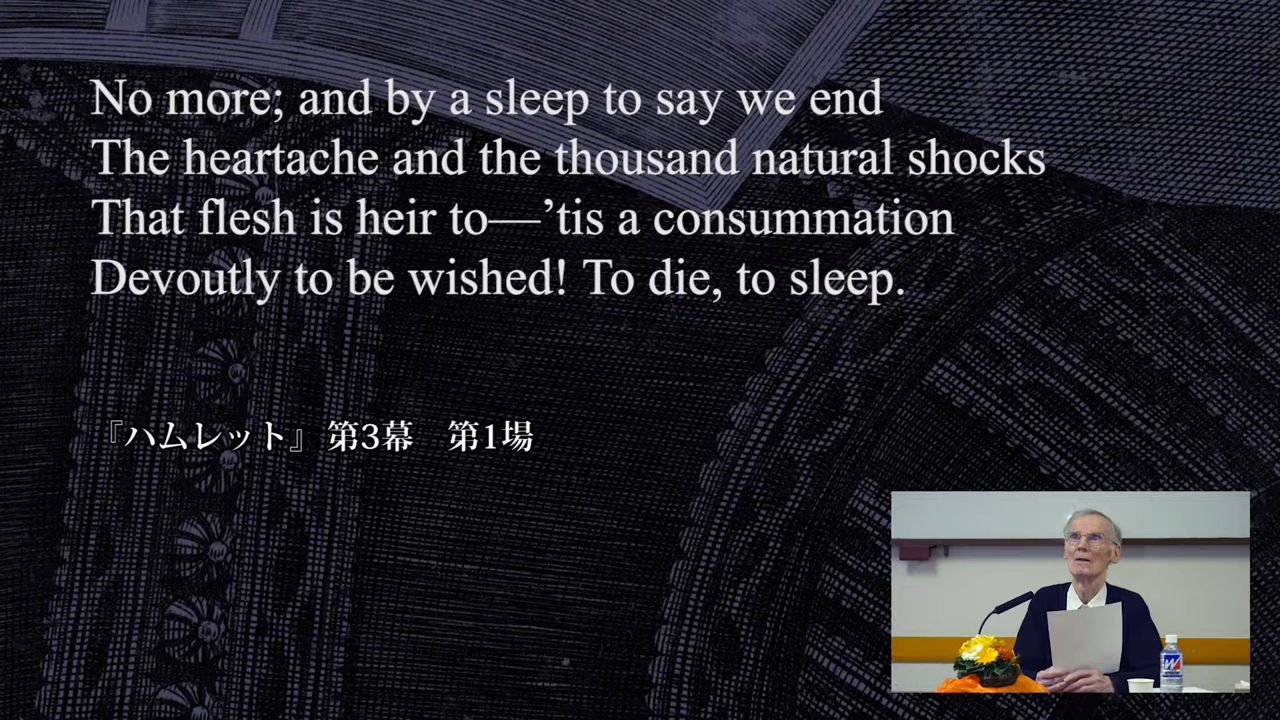 No more; and by a sleep to say we end
The heartache and the thousand natural shocks
That flesh is heir to—’tis a consummation
Devoutly to be wished! To die, to sleep.
『ハムレット』 第3幕　第1場
W